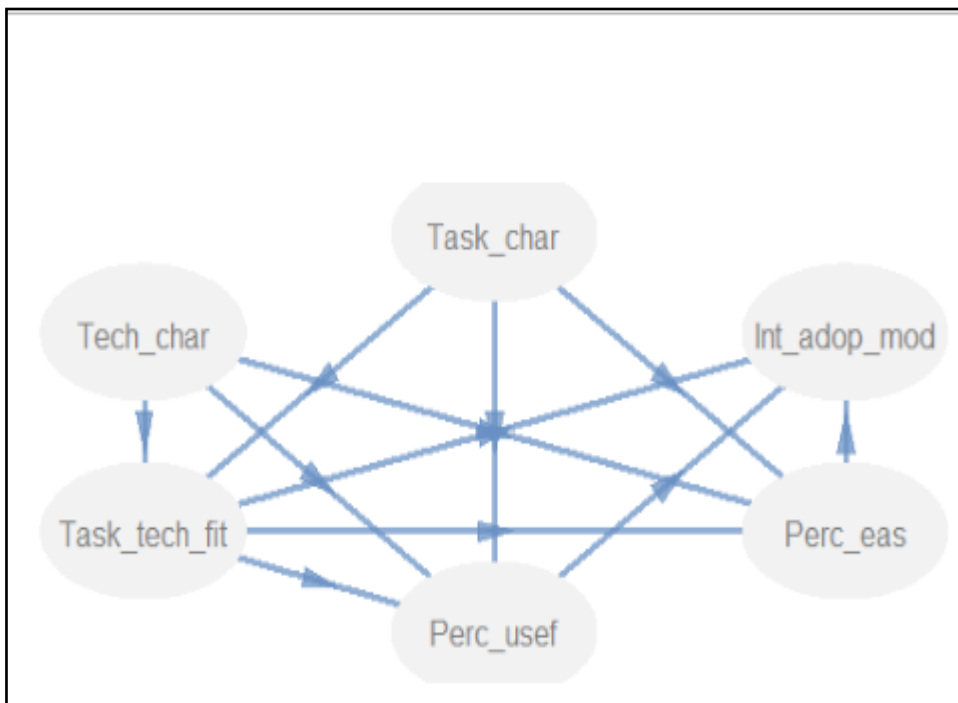 Task_char
Tech_char
Int_adop_mod
Task_tech_fit
Perc_eas
Perc_usef